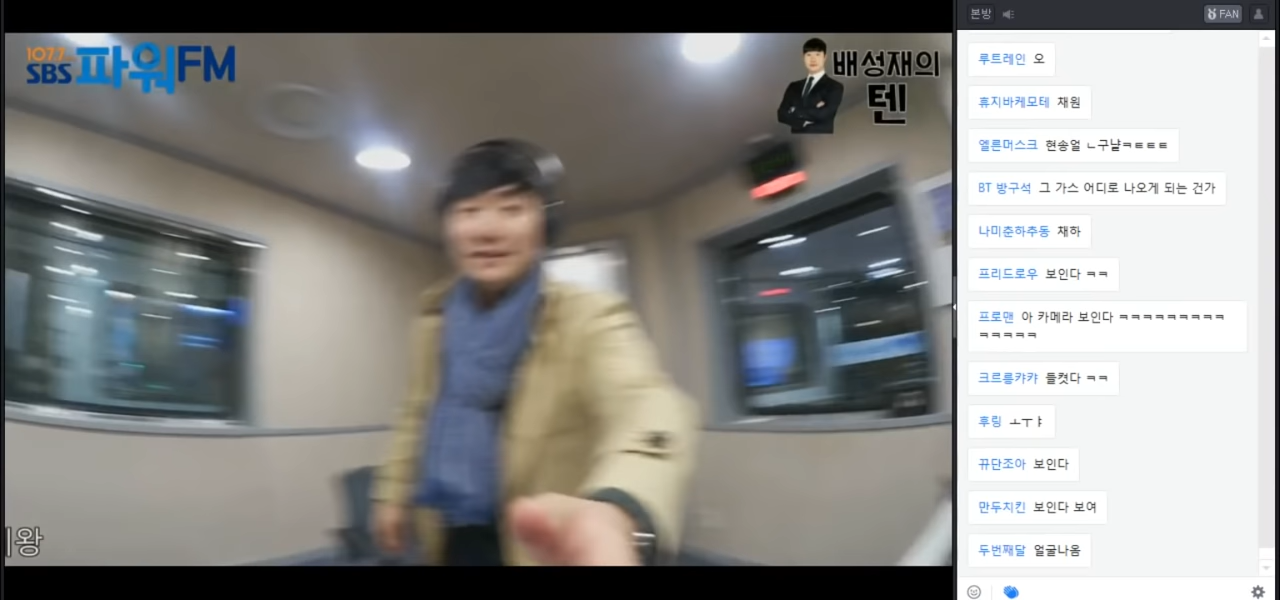 107.7
SBS 파워FM
배성재의
텐
왕
본방
FAN
루트레인 오
휴지바케모테 채원
엘른머스크 현송얼 ㄴ구냩ㅋㅌㅌㅌ
BT 방구석 그 가스 어디로 나오게 되는 건가
나미춘하추동 채하
프리드로우 보인다 ㅋㅋ
프로맨 아 카메라 보인다 ㅋㅋㅋㅋㅋㅋㅋㅋㅋ
ㅋㅋㅋㅋㅋ
크르릉캬캬 들켯다 ㅋㅋ
후링 ㅗㅜㅑ
뀨단조아 보인다
만두지킨 보인다 보여
두번째달 얼굴나옴